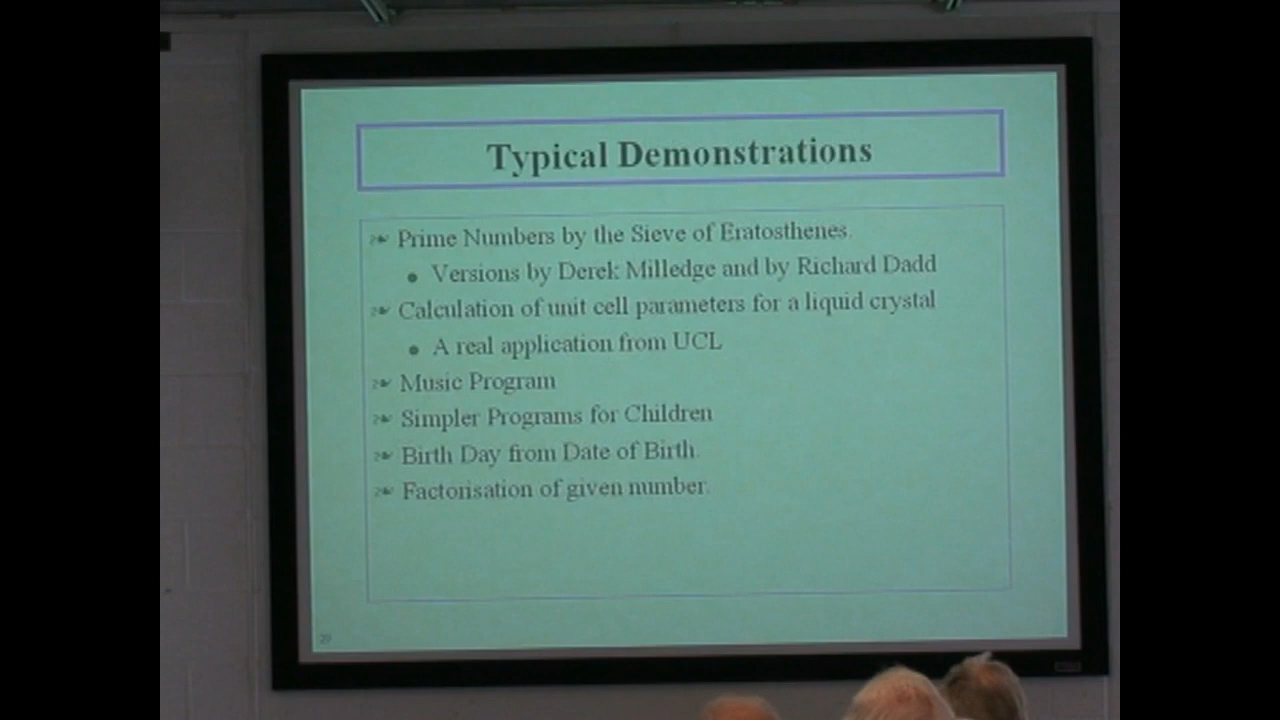 Typical Demonstrations
Prime Numbers by the Sieve of Eratosthenes.
Versions by Derek Milledge and by Richard Dadd
Calculation of unit cell parameters for a liquid crystal
A real application from UCL
Music Program
Simpler Programs for Children
Birth Day from Date of Birth.
Factorisation of given number.